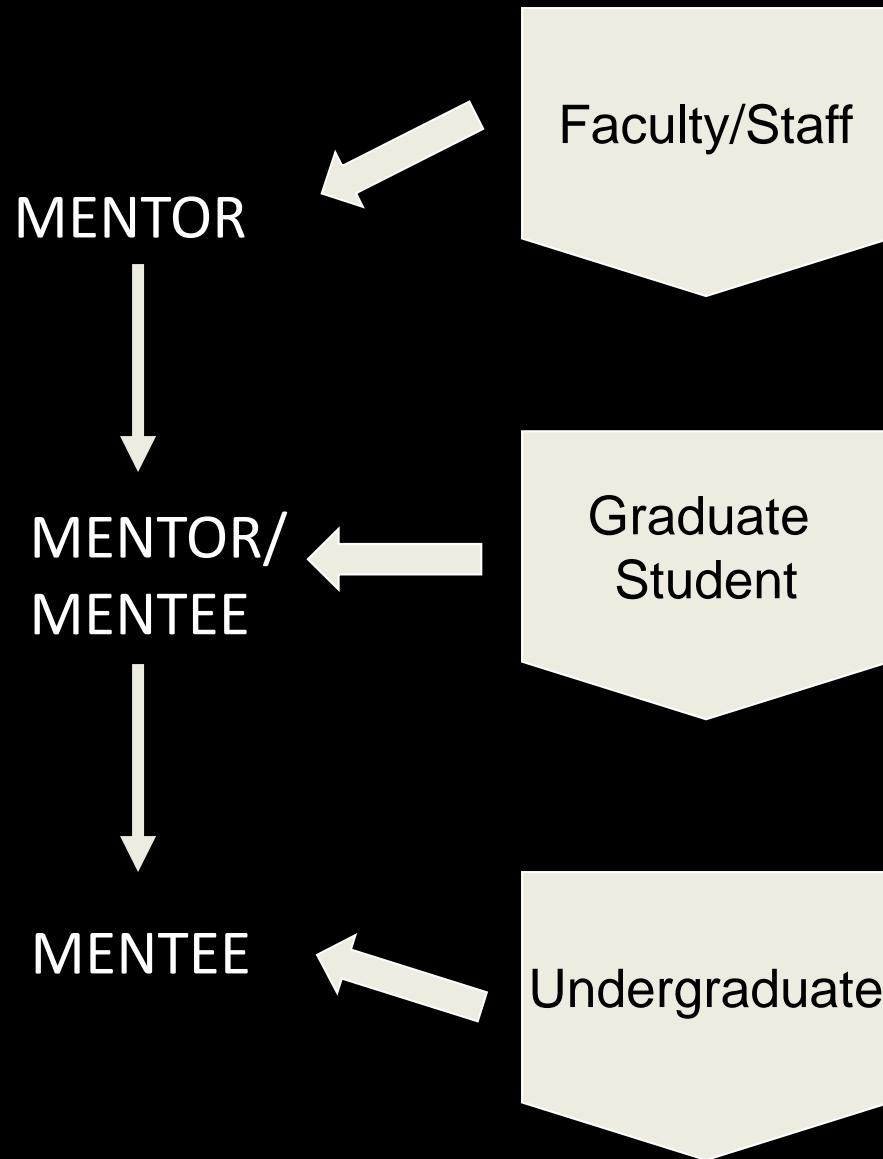 Faculty/Staff
MENTOR
Graduate
Student
MENTOR/
MENTEE
Undergraduate
MENTEE